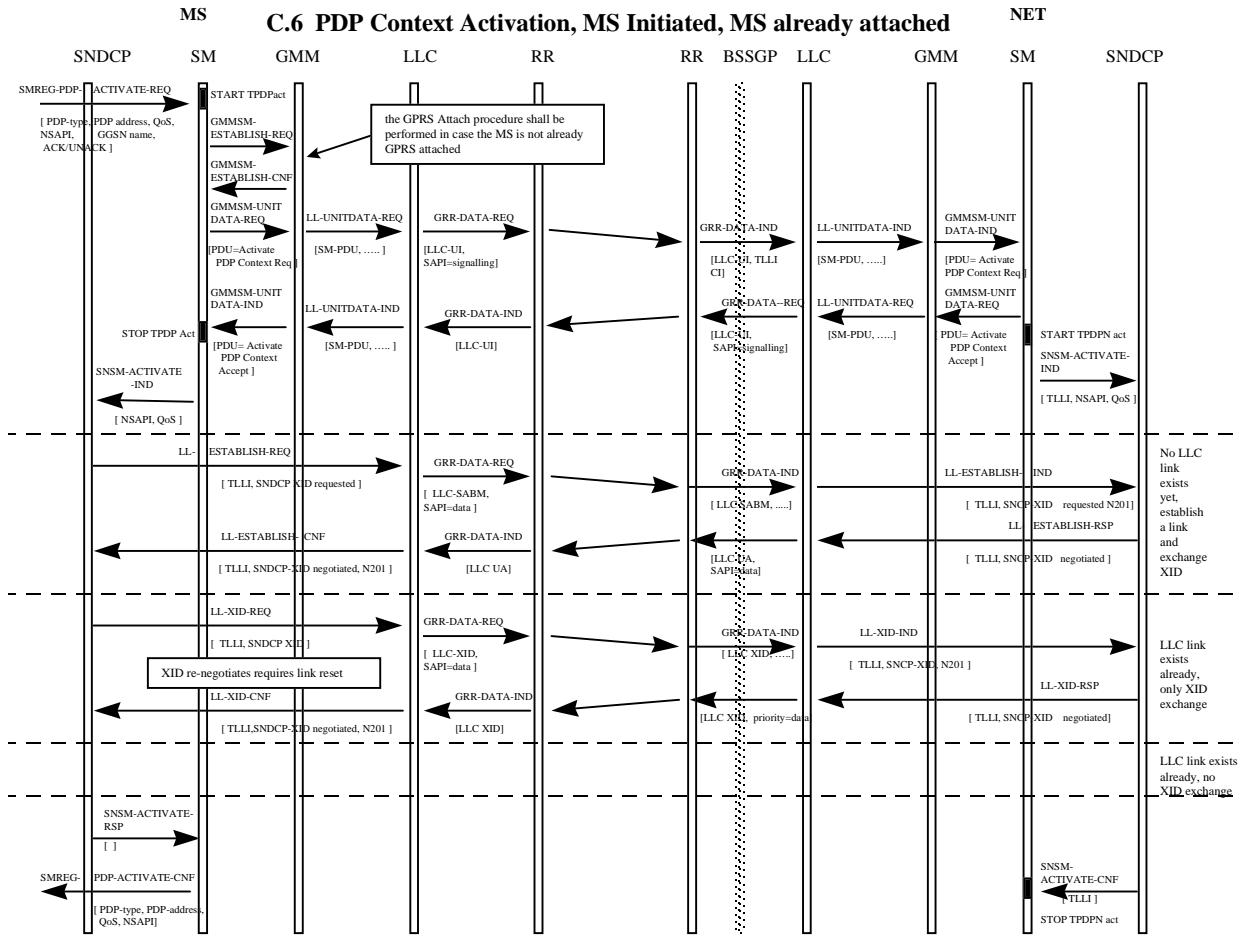 MS
NET
C.6 PDP Context Activation, MS Initiated, MS already attached
SNDCP SM GMM LLC RR RR BSSGP LLC GMM SM SNDCP
SMREG-PDP- ACTIVATE-REQ
START TPDPact
[ PDP-type, PDP address, QoS,
NSAPI, GGSN name,
ACK/UNACK ]
GMMSM-
ESTABLISH-REQ
the GPRS Attach procedure shall be
performed in case the MS is not already
GPRS attached
GMMSM-
ESTABLISH-CNF
GMMSM-UNIT
DATA-REQ
[PDU=Activate
PDP Context Req ]
LL-UNITDATA-REQ
[SM-PDU, ….. ]
GRR-DATA-REQ
[LLC-UI,
SAPI=signalling]
GRR-DATA-IND
[LLC-UI, TLLI
CI]
LL-UNITDATA-IND
[SM-PDU, …..]
GMMSM-UNIT
DATA-IND
[PDU= Activate
PDP Context Req ]
GMMSM-UNIT
DATA-IND
STOP TPDP Act
[PDU= Activate
PDP Context
Accept ]
LL-UNITDATA-IND
[SM-PDU, ….. ]
GRR-DATA-IND
[LLC-UI]
GRR-DATA--REQ
[LLC-UI,
SAPI=signalling]
LL-UNITDATA-REQ
[SM-PDU, …..]
GMMSM-UNIT
DATA-REQ
[ PDU= Activate
PDP Context
Accept ]
START TPDPN act
SNSM-ACTIVATE-
IND
[ TLLI, NSAPI, QoS ]
SNSM-ACTIVATE
-IND
[ NSAPI, QoS ]
LL- ESTABLISH-REQ
[ TLLI, SNDCP XID requested ]
GRR-DATA-REQ
[ LLC-SABM,
SAPI=data ]
GRR-DATA-IND
[ LLC-SABM, .....]
LL-ESTABLISH- IND
[ TLLI, SNCP-XID requested N201]
No LLC
link
exists
yet,
establish
a link
and
exchange
XID
LL- ESTABLISH-RSP
[ TLLI, SNCP-XID negotiated ]
LL-ESTABLISH- CNF
[ TLLI, SNDCP-XID negotiated, N201 ]
GRR-DATA-IND
[LLC UA]
[LLC-UA,
SAPI=data]
LL-XID-REQ
[ TLLI, SNDCP XID ]
GRR-DATA-REQ
[ LLC-XID,
SAPI=data ]
GRR-DATA-IND
[ LLC XID, …..]
LL-XID-IND
[ TLLI, SNCP-XID, N201 ]
LLC link
exists
already,
only XID
exchange
XID re-negotiates requires link reset
LL-XID-CNF
[ TLLI,SNDCP-XID negotiated, N201 ]
GRR-DATA-IND
[LLC XID]
[LLC XID, priority=data
LL-XID-RSP
[ TLLI, SNCP-XID negotiated]
LLC link exists
already, no
XID exchange
SNSM-ACTIVATE-
RSP
[ ]
SMREG- PDP-ACTIVATE-CNF
[ PDP-type, PDP-address,
QoS, NSAPI]
SNSM-
ACTIVATE-CNF
[ TLLI ]
STOP TPDPN act